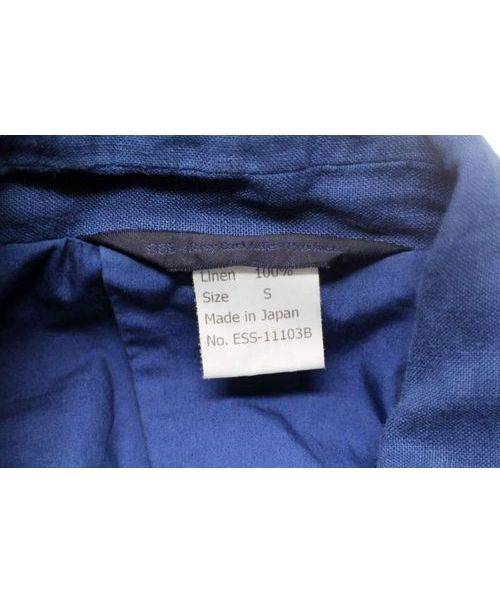 Linen 100%
Size S
Made in Japan
No. ESS-11103B